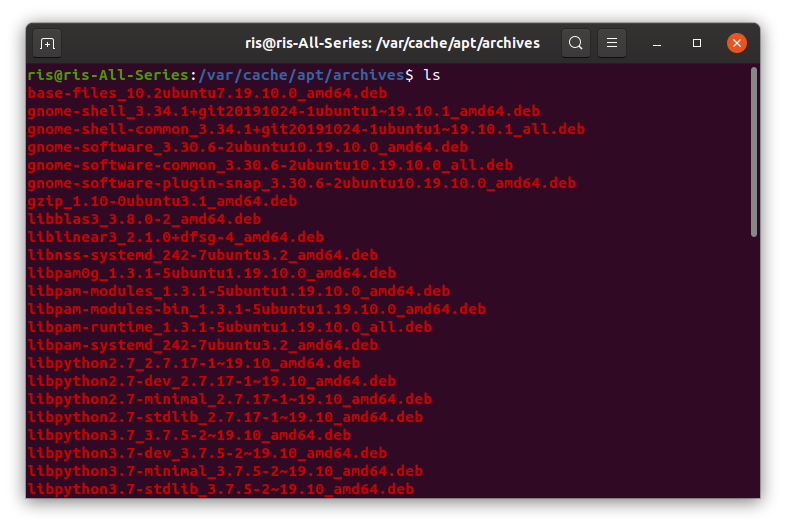 ris@ris-All-Series: /var/cache/apt/archives
ris@ris-All-Series:/var/cache/apt/archives$ ls
base-files_10.2ubuntu7.19.10.0_amd64.deb
gnome-shell_3.34.1+git20191024-1ubuntu1~19.10.1_amd64.deb
gnome-shell-common_3.34.1+git20191024-1ubuntu1~19.10.1_all.deb
gnome-software_3.30.6-2ubuntu10.19.10.0_amd64.deb
gnome-software-common_3.30.6-2ubuntu10.19.10.0_all.deb
gnome-software-plugin-snap_3.30.6-2ubuntu10.19.10.0_amd64.deb
gzip_1.10-0ubuntu3.1_amd64.deb
libblas3_3.8.0-2_amd64.deb
liblinear3_2.1.0+dfsg-4_amd64.deb
libnss-systemd_242-7ubuntu3.2_amd64.deb
libpam0g_1.3.1-5ubuntu1.19.10.0_amd64.deb
libpam-modules_1.3.1-5ubuntu1.19.10.0_amd64.deb
libpam-modules-bin_1.3.1-5ubuntu1.19.10.0_amd64.deb
libpam-runtime_1.3.1-5ubuntu1.19.10.0_all.deb
libpam-systemd_242-7ubuntu3.2_amd64.deb
libpython2.7_2.7.17-1~19.10_amd64.deb
libpython2.7-dev_2.7.17-1~19.10_amd64.deb
libpython2.7-minimal_2.7.17-1~19.10_amd64.deb
libpython2.7-stdlib_2.7.17-1~19.10_amd64.deb
libpython3.7_3.7.5-2~19.10_amd64.deb
libpython3.7-dev_3.7.5-2~19.10_amd64.deb
libpython3.7-minimal_3.7.5-2~19.10_amd64.deb
libpython3.7-stdlib_3.7.5-2~19.10_amd64.deb